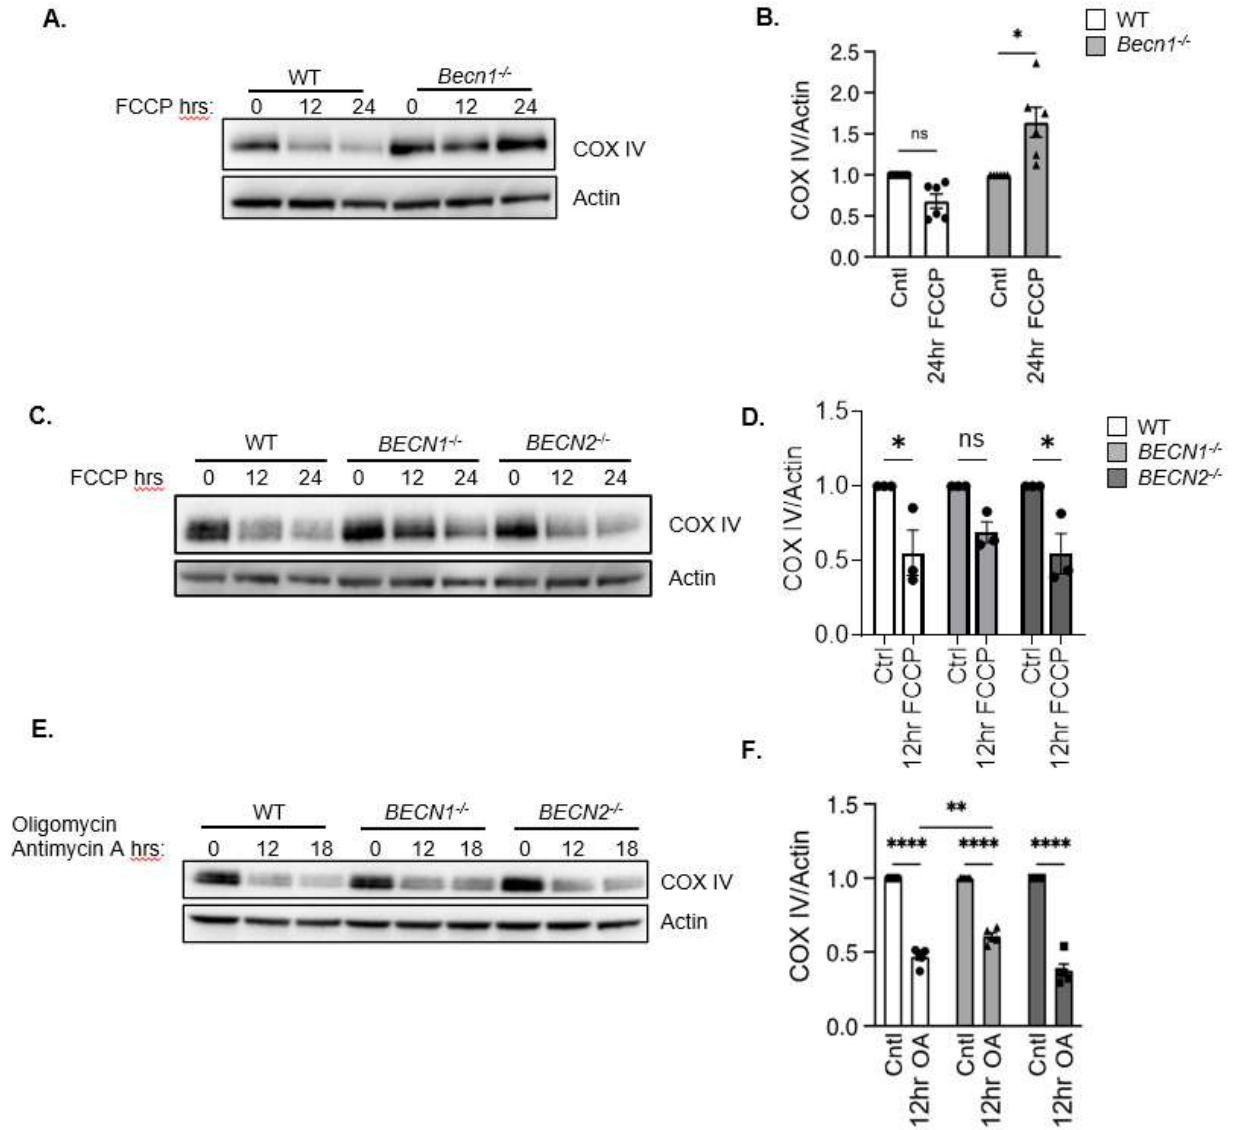 A.
WT Becn1-/-
FCCP hrs: 0 12 24 0 12 24
COX IV
Actin
B.
WT
Becn1-/-
COX IV/Actin
2.5
2.0
1.5
1.0
0.5
0.0
ns
*
Cntl
24hr FCCP
Cntl
24hr FCCP
C.
WT BECN1-/- BECN2-/-
FCCP hrs 0 12 24 0 12 24 0 12 24
COX IV
Actin
D.
WT
BECN1-/-
BECN2-/-
COX IV/Actin
1.5
1.0
0.5
0.0
* ns *
Ctrl
12hr FCCP
Ctrl
12hr FCCP
Ctrl
12hr FCCP
E.
WT BECN1-/- BECN2-/-
Oligomycin
Antimycin A hrs: 0 12 18 0 12 18 0 12 18
COX IV
Actin
F.
COX IV/Actin
1.5
1.0
0.5
0.0
**
**** **** ****
Cntl
12hr OA
Cntl
12hr OA
Cntl
12hr OA